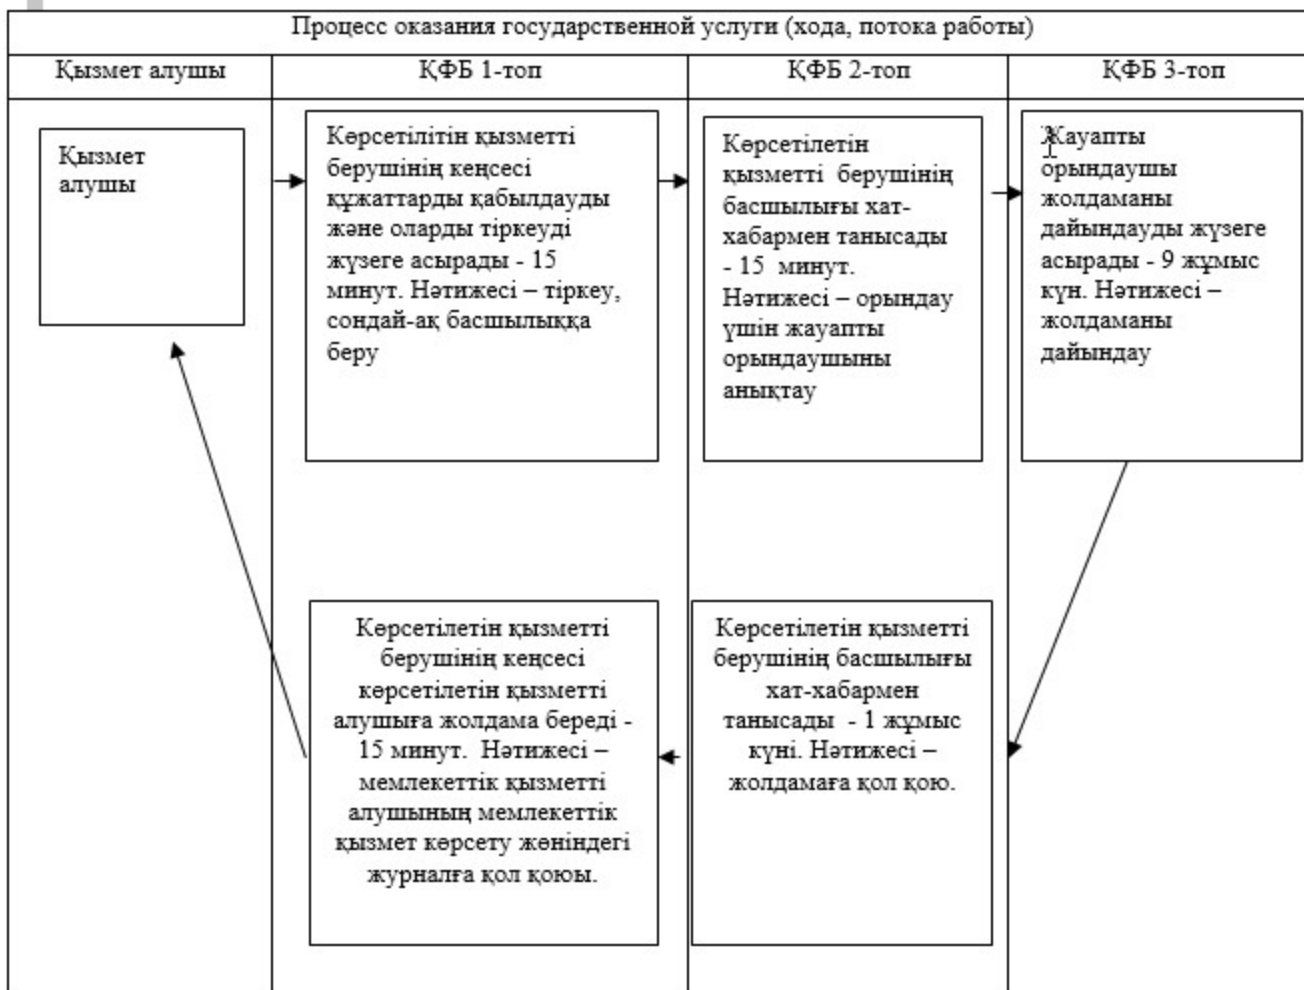 Процесс оказания государственной услуги (хода, потока работы)
Қызмет алушы
ҚФБ 1-топ
ҚФБ 2-топ
ҚФБ 3-топ
Қызмет
алушы
Көрсетілітін қызметті
берушінің кеңсесі
құжаттарды қабылдауды
және оларды тіркеуді
жүзеге асырады - 15
минут. Нәтижесі – тіркеу,
сондай-ақ басшылыққа
беру
Көрсетілетін
қызметті  берушінің
басшылығы хат-
хабармен танысады
- 15  минут.
Нәтижесі – орындау
үшін жауапты
орындаушыны
анықтау
Жауапты
орындаушы
жолдаманы
дайындауды жүзеге
асырады - 9 жұмыс
күн. Нәтижесі –
жолдаманы
дайындау
Көрсетілетін қызметті
берушінің кеңсесі
көрсетілетін қызметті
алушыға жолдама береді -
15 минут.  Нәтижесі –
мемлекеттік қызметті
алушының мемлекеттік
қызмет көрсету жөніндегі
журналға қол қоюы.
Көрсетілетін қызметті
берушінің басшылығы
хат-хабармен
танысады  - 1 жұмыс
күні. Нәтижесі –
жолдамаға қол қою.